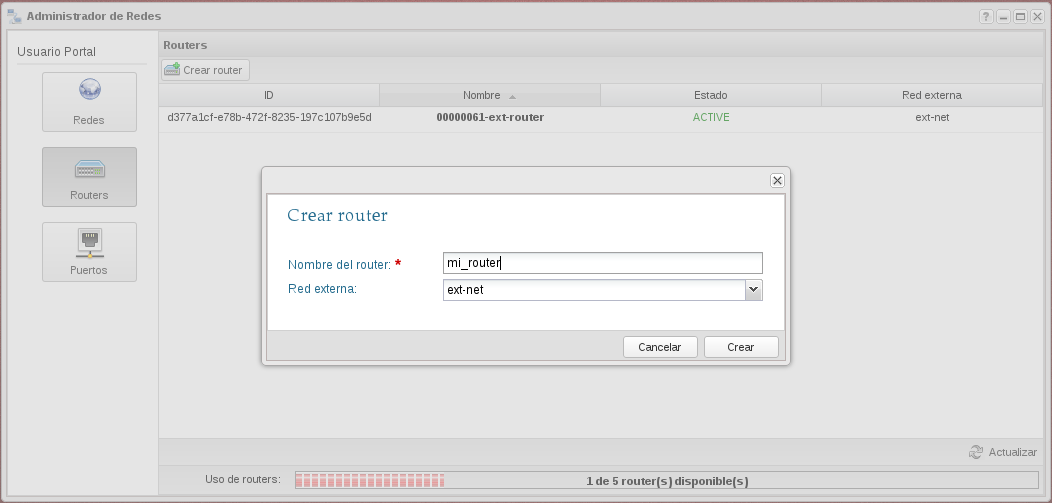 Administrador de Redes
?
Usuario Portal
Redes
Routers
Puertos
Routers
Crear router
ID Nombre Estado Red externa
d377a1cf-e78b-472f-8235-197c107b9e5d 00000061-ext-router ACTIVE ext-net
Crear router
Nombre del router: * mi_router
Red externa: ext-net
Cancelar Crear
Actualizar
Uso de routers: 1 de 5 router(s) disponible(s)